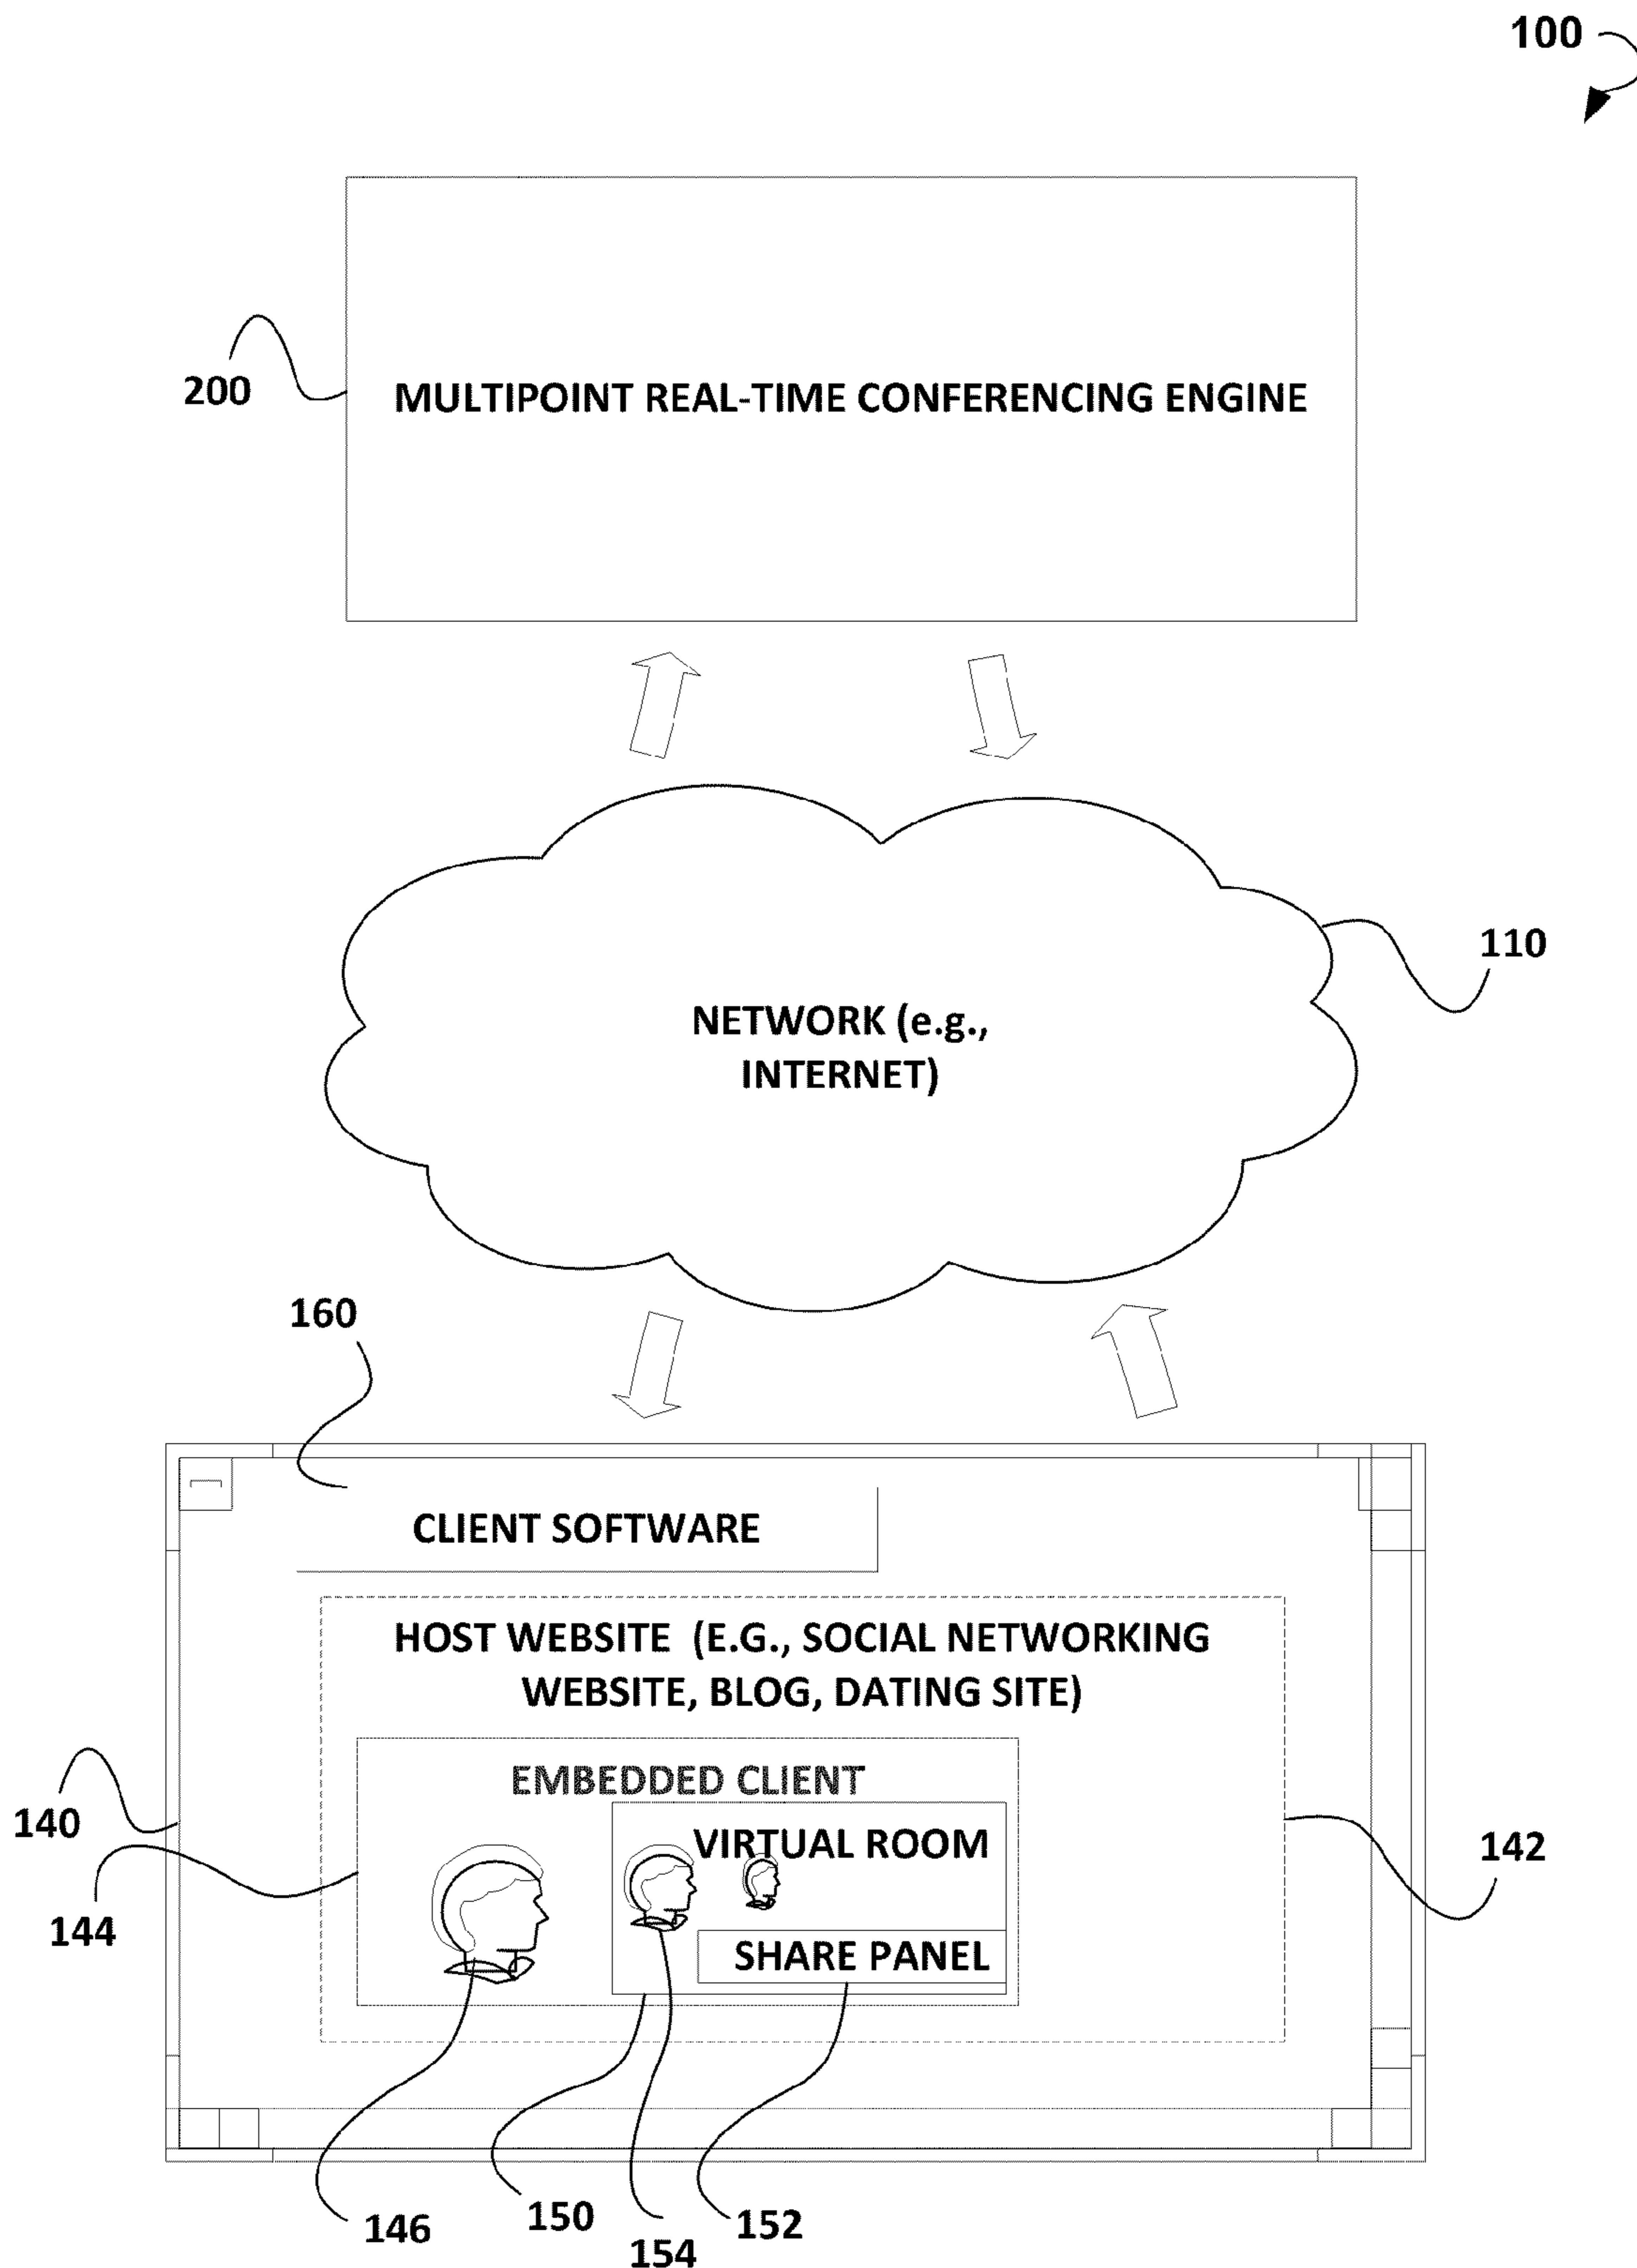 100
200
MULTIPOINT REAL-TIME CONFERENCING ENGINE
110
NETWORK (e.g.,
INTERNET)
160
CLIENT SOFTWARE
HOST WEBSITE (E.G., SOCIAL NETWORKING
WEBSITE, BLOG, DATING SITE)
EMBEDDED CLIENT
140
VIRTUAL ROOM
142
144
SHARE PANEL
146
150
154
152